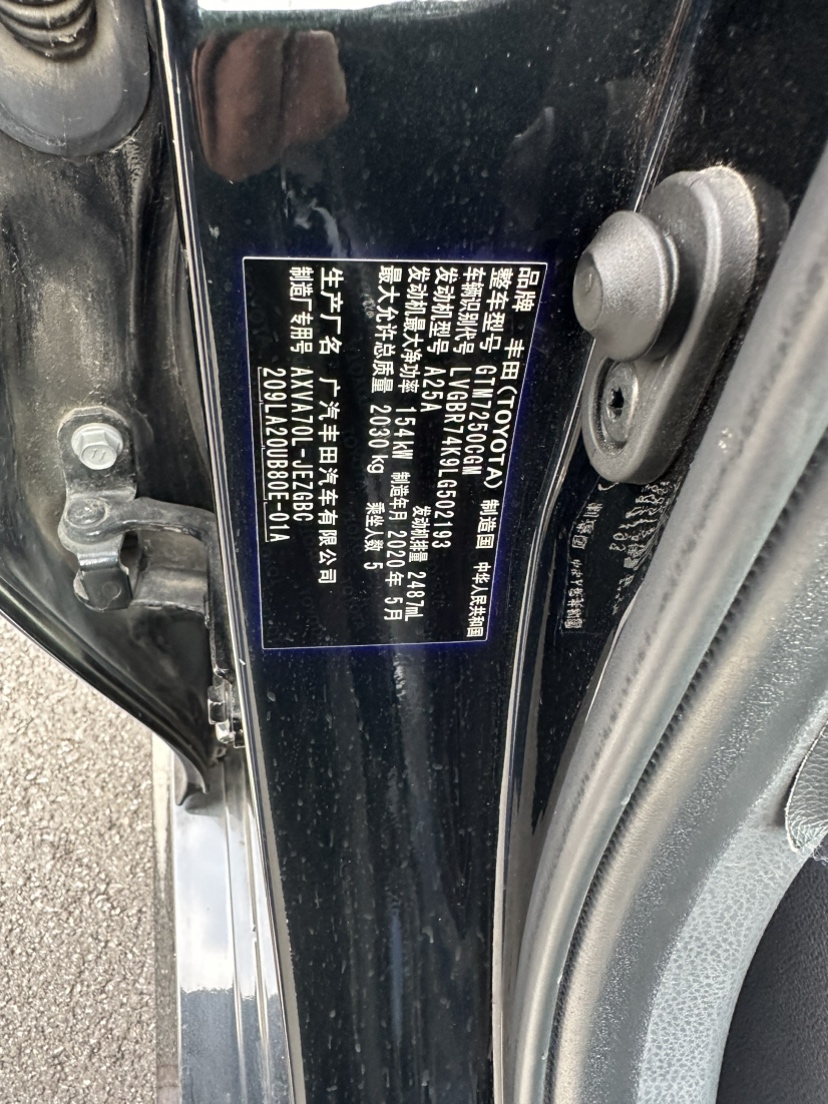 品牌 丰田(TOYOTA) 制造国 中华人民共和国
整车型号 GTM7250CGM
车辆识别代号 LVGBR74K9LG502193
发动机型号 A25A 发动机排量 2487mL
发动机最大净功率 154kW 制造年月 2020年5月
最大允许总质量 2030kg 乘坐人数 5
生产厂名 广汽丰田汽车有限公司
制造厂专用号 AXVA70L-JEZGBC
209LA20UB80E-01A